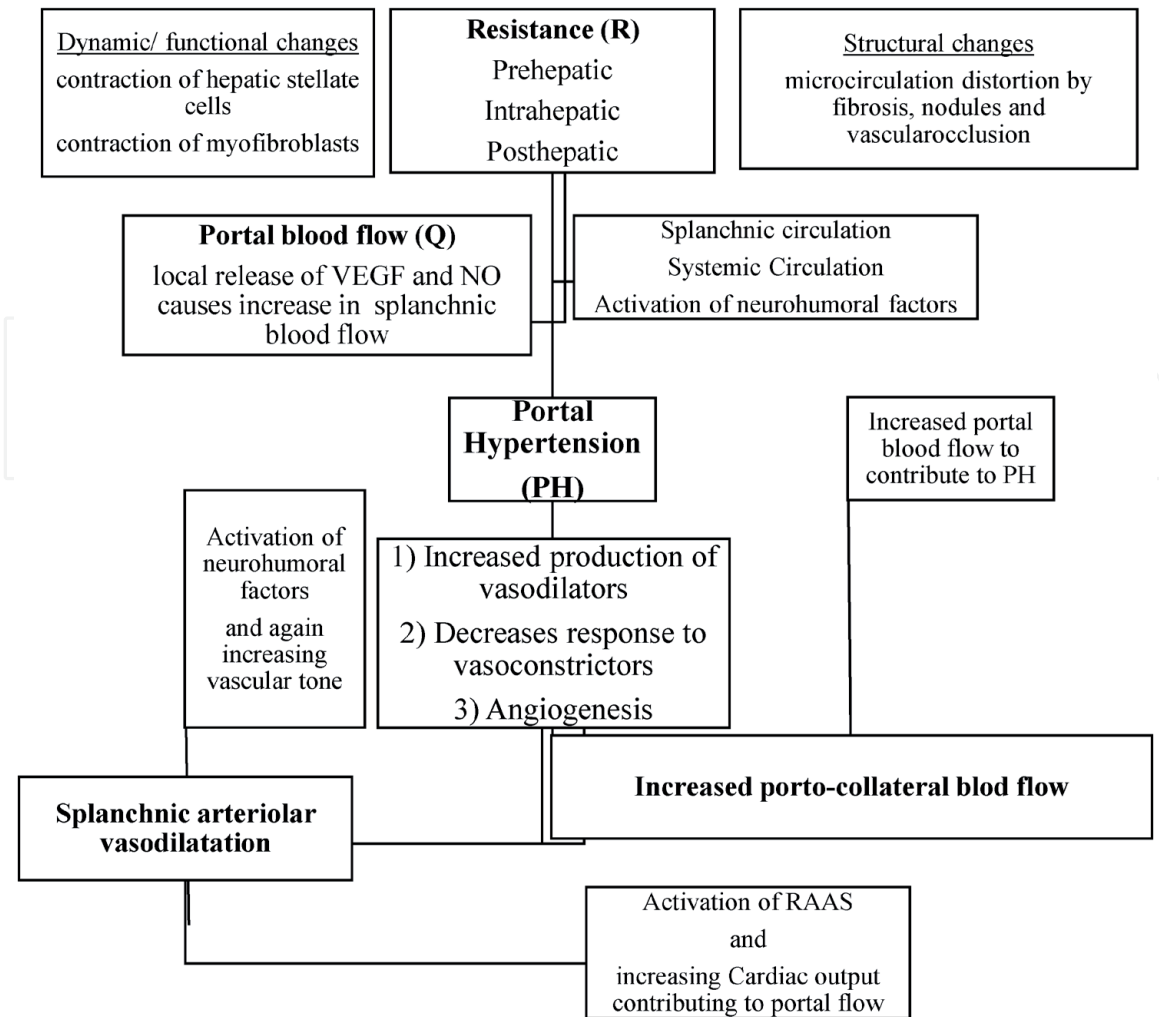 Dynamic/ functional changes
contraction of hepatic stellate
cells
contraction of myofibroblasts
Resistance (R)
Prehepatic
Intrahepatic
Posthepatic
Structural changes
microcirculation distortion by
fibrosis, nodules and
vascularocclusion
Portal blood flow (Q)
local release of VEGF and NO
causes increase in splanchnic
blood flow
Splanchnic circulation
Systemic Circulation
Activation of neurohumoral factors
Portal
Hypertension
(PH)
Increased portal
blood flow to
contribute to PH
Activation of
neurohumoral
factors
and again
increasing
vascular tone
1) Increased production of
vasodilators
2) Decreases response to
vasoconstrictors
3) Angiogenesis
Increased porto-collateral blod flow
Splanchnic arteriolar
vasodilatation
Activation of RAAS
and
increasing Cardiac output
contributing to portal flow